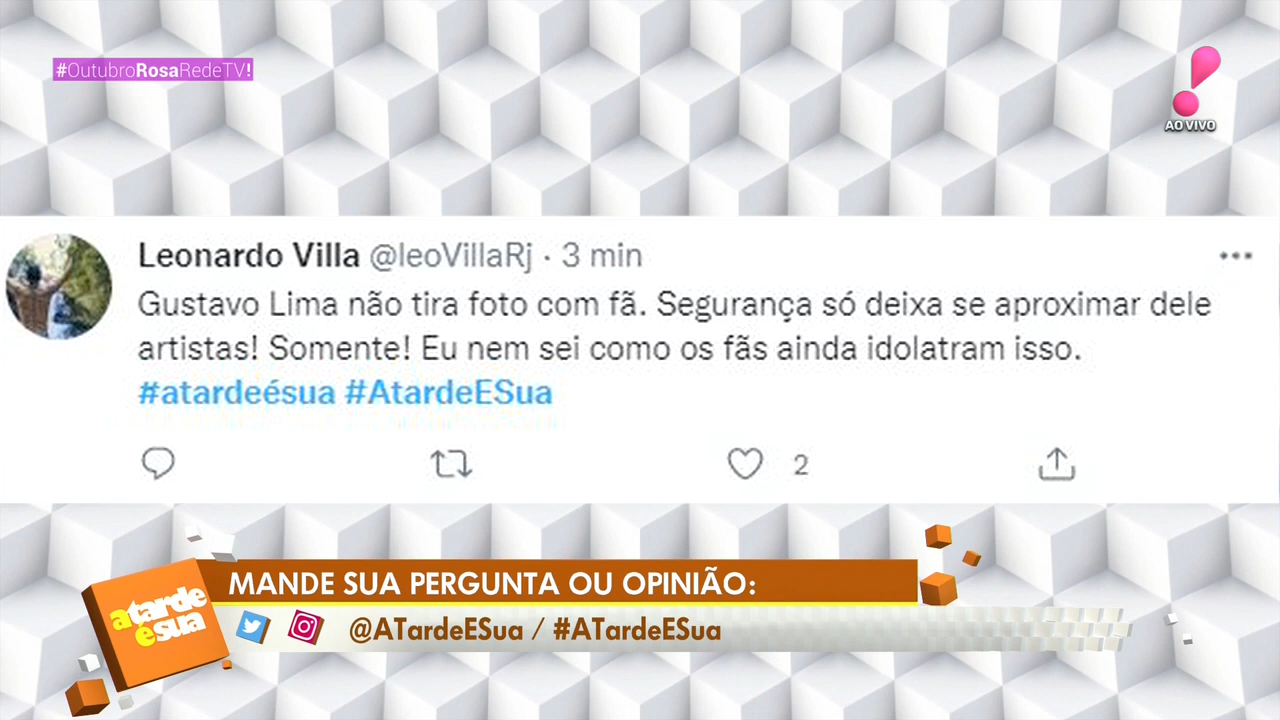 #OutubroRosaRedeTV!
AO VIVO
Leonardo Villa @leoVillaRj · 3 min
Gustavo Lima não tira foto com fã. Segurança só deixa se aproximar dele
artistas! Somente! Eu nem sei como os fãs ainda idolatram isso.
#atardeésua #AtardeESua
2
MANDE SUA PERGUNTA OU OPINIÃO:
a tarde
é sua
@ATardeESua / #ATardeESua